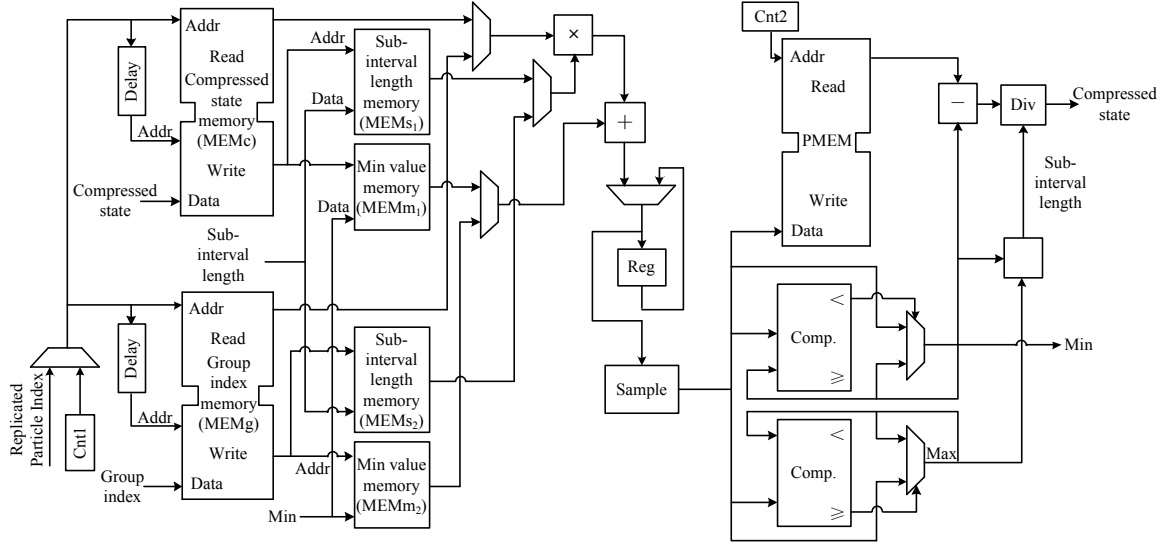 Addr
Read
Compressed
state
memory
(MEMc)
Write
Data
Delay
Addr
Compressed
state
Addr
Data
Sub-
interval
length
memory
(MEMs1)
Min value
memory
(MEMm1)
Data
Sub-
interval
length
Addr
Read
Group
index
memory
(MEMg)
Write
Data
Delay
Addr
Replicated
Particle Index
Cnt1
Group
index
Sub-
interval
length
memory
(MEMs2)
Addr
Min value
memory
(MEMm2)
Min
×
+
Reg
Sample
Cnt2
Addr
Read
PMEM
Write
Data
−
Div
Compressed
state
Sub-
interval
length
<
Comp.
≥
Min
<
Comp.
≥
Max